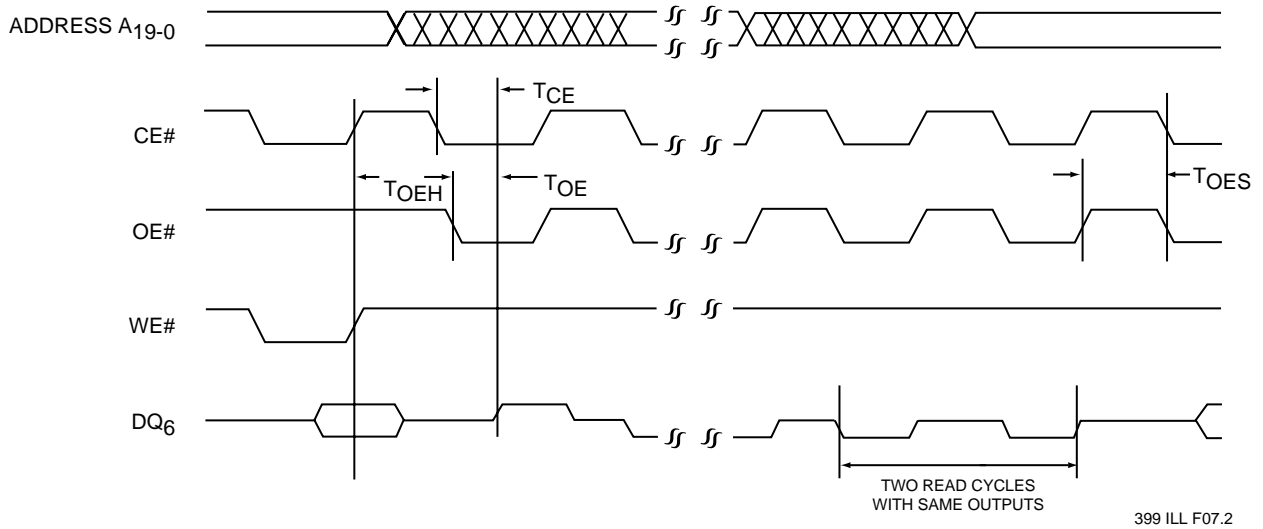 ADDRESS A19-0
TCE
CE#
TOEH
TOE
TOES
OE#
WE#
DQ6
TWO READ CYCLES
WITH SAME OUTPUTS
399 ILL F07.2